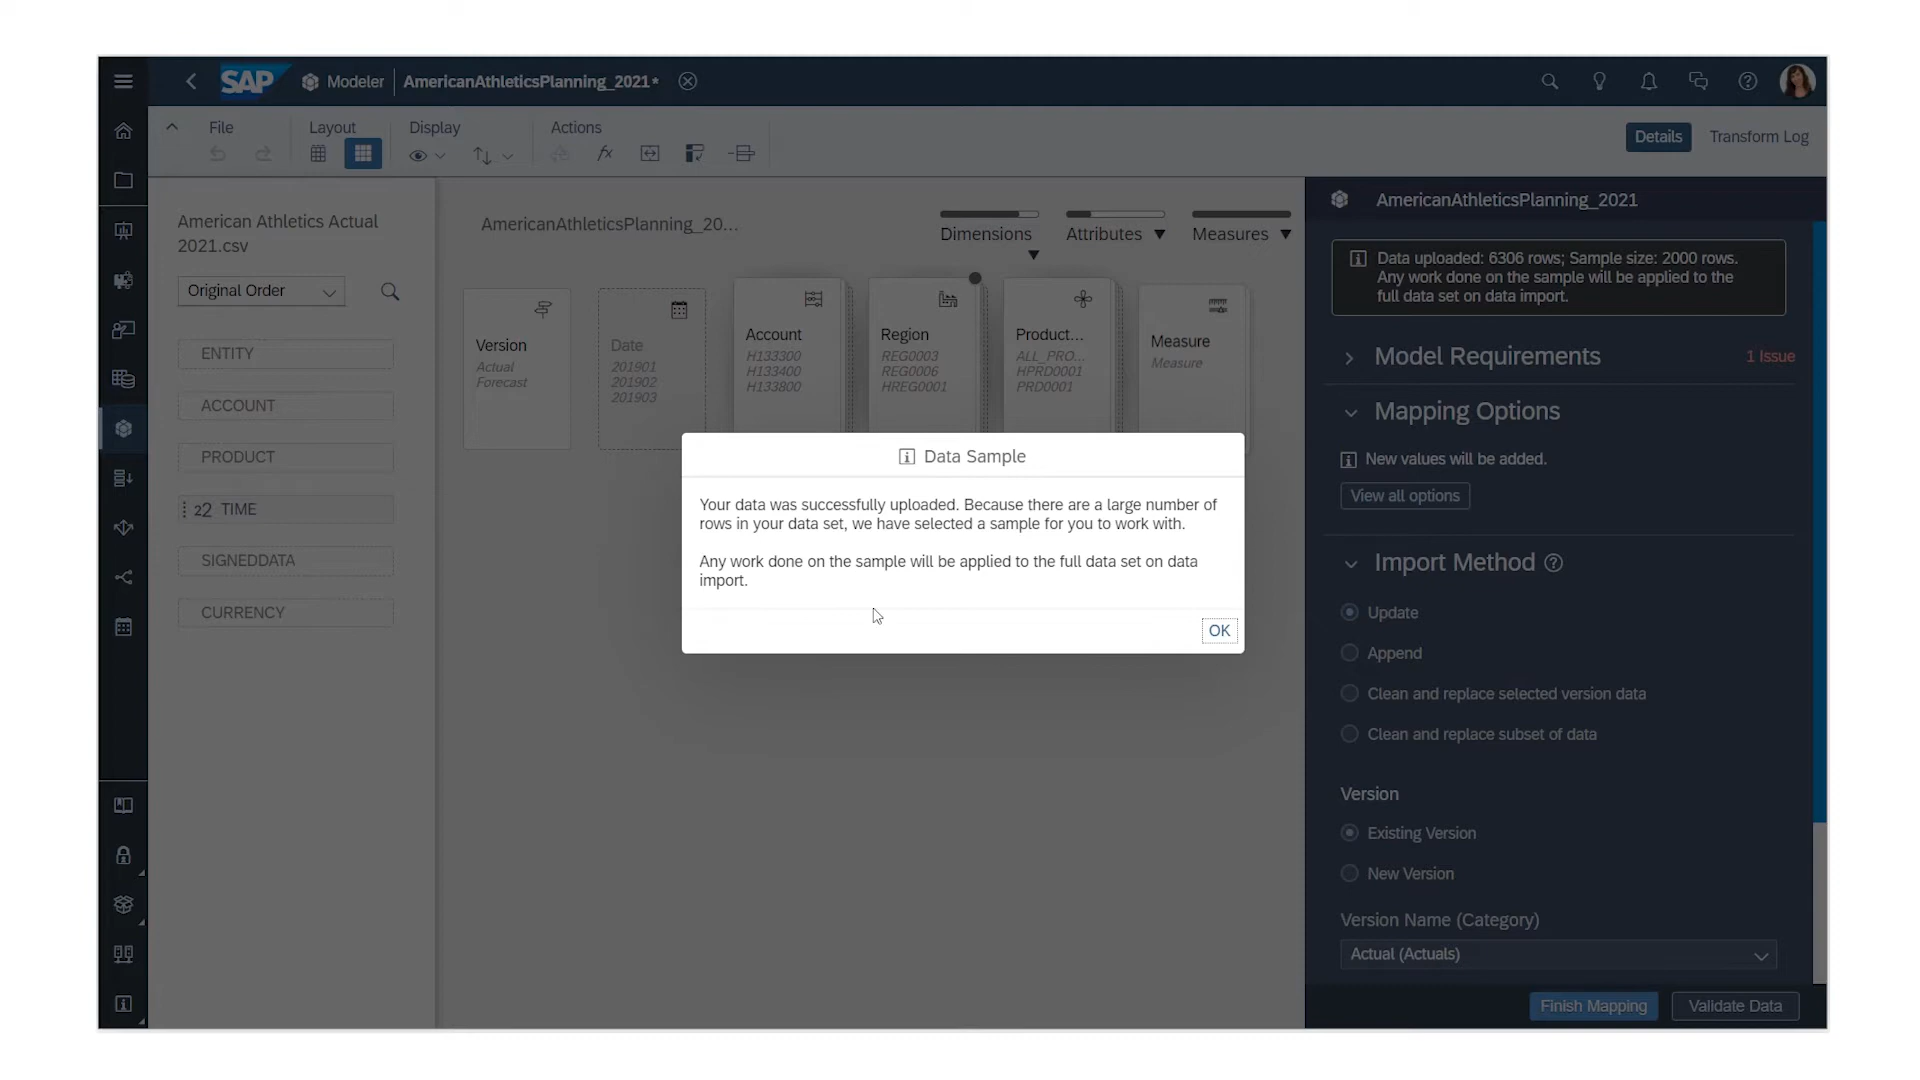 SAP
Modeler
AmericanAthleticsPlanning_2021*
File
Layout
Display
Actions
Details
Transform Log
American Athletics Actual
2021.csv
Original Order
ENTITY
ACCOUNT
PRODUCT
22 TIME
SIGNEDDATA
CURRENCY
AmericanAthleticsPlanning_20...
Dimensions
Attributes
Measures
Version
Actual
Forecast
Date
201901
201902
201903
Account
H133300
H133400
H133800
Region
REG0003
REG0006
HREG0001
Product...
ALL_PRO...
HPRD0001
PRD0001
Measure
Measure
Data Sample
Your data was successfully uploaded. Because there are a large number of
rows in your data set, we have selected a sample for you to work with.
Any work done on the sample will be applied to the full data set on data
import.
OK
AmericanAthleticsPlanning_2021
Data uploaded: 6306 rows; Sample size: 2000 rows.
Any work done on the sample will be applied to the
full data set on data import.
Model Requirements
1 Issue
Mapping Options
New values will be added.
View all options
Import Method
Update
Append
Clean and replace selected version data
Clean and replace subset of data
Version
Existing Version
New Version
Version Name (Category)
Actual (Actuals)
Finish Mapping
Validate Data